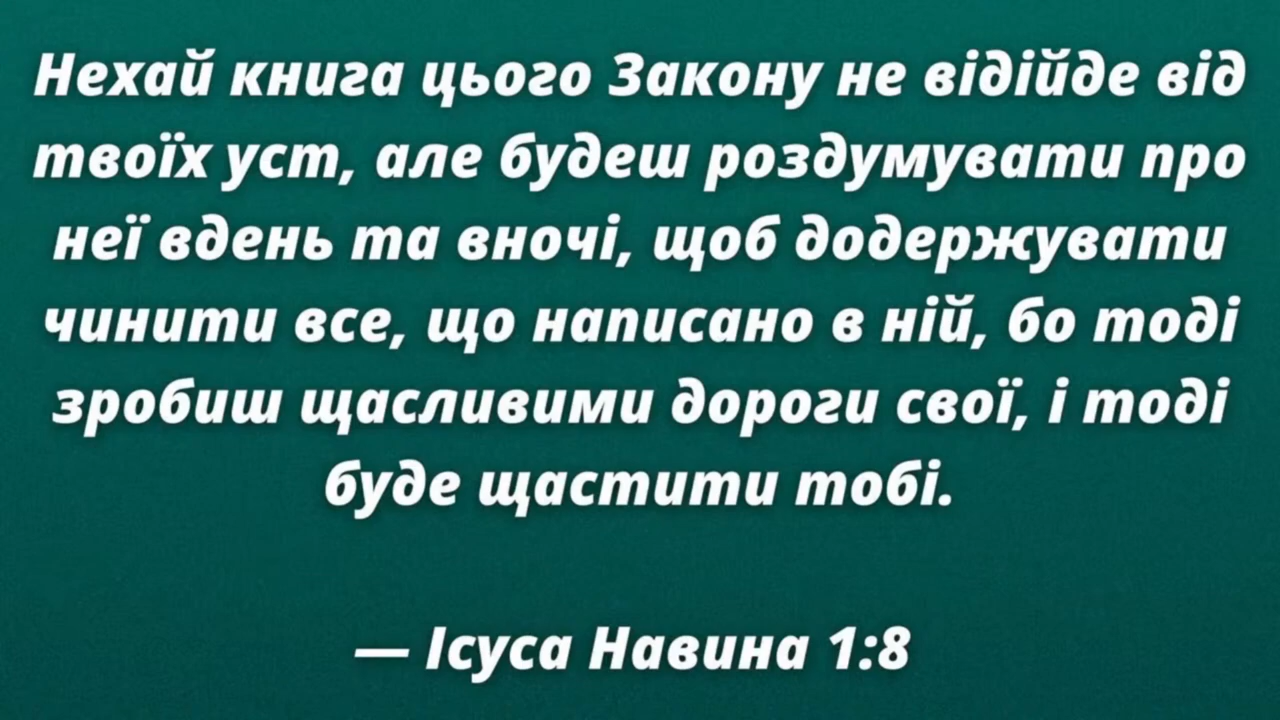 Нехай книга цього Закону не відійде від
твоїх уст, але будеш роздумувати про
неї вдень та вночі, щоб додержувати
чинити все, що написано в ній, бо тоді
зробиш щасливими дороги свої, і тоді
буде щастити тобі.
— Ісуса Навина 1:8